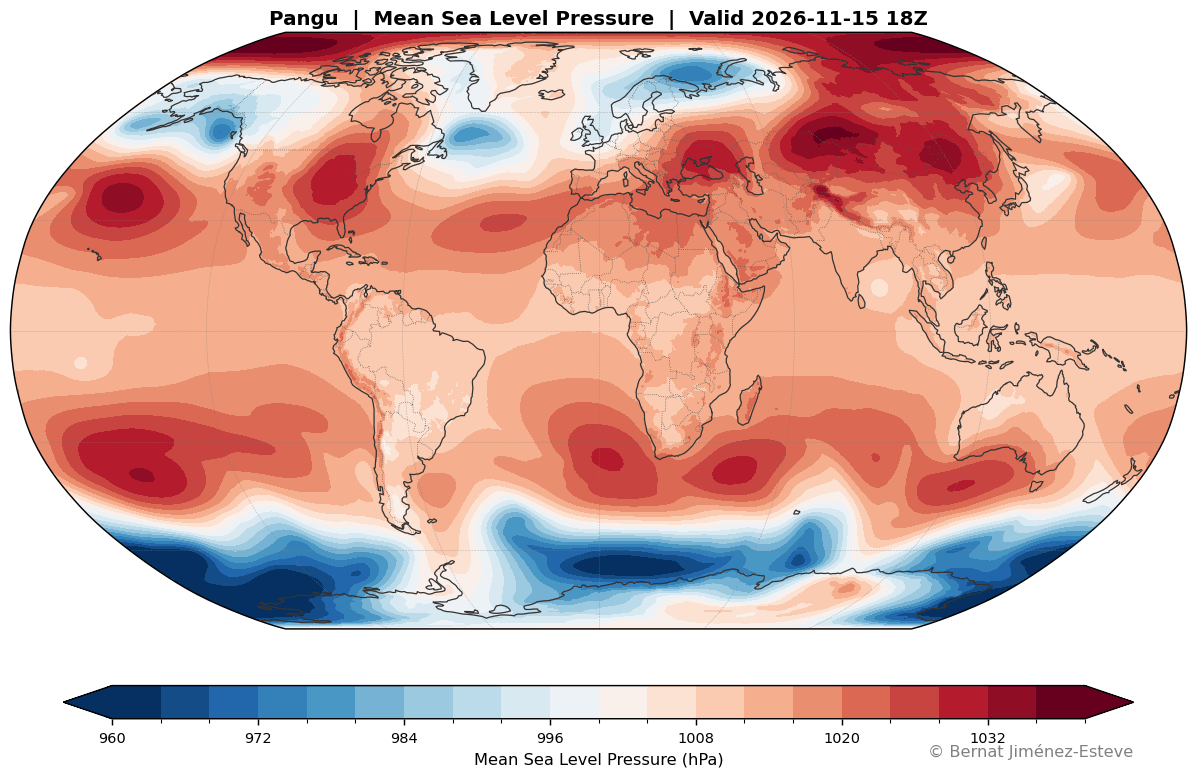 Pangu | Mean Sea Level Pressure | Valid 2026-11-15 18Z
960 972 984 996 1008 1020 1032
Mean Sea Level Pressure (hPa)
© Bernat Jiménez-Esteve